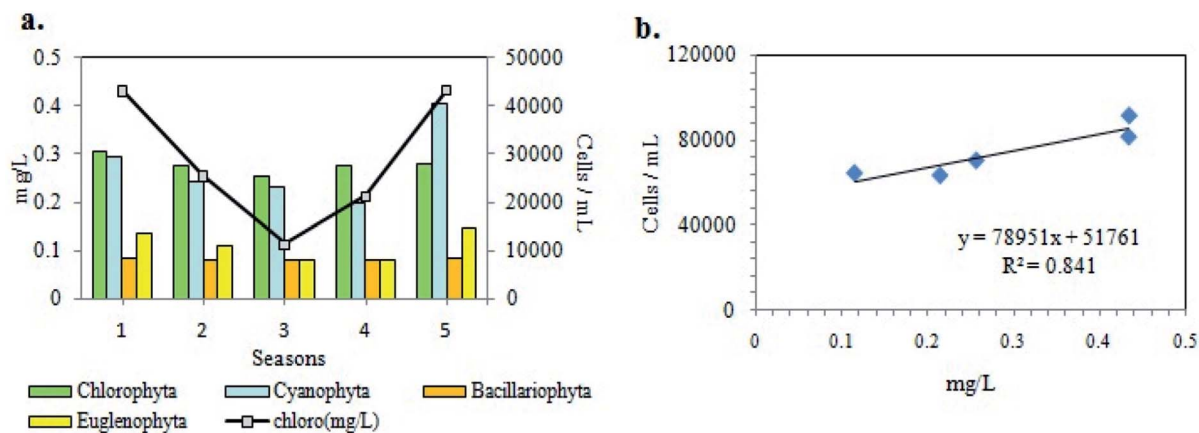 a.
0.5
0.4
0.3
0.2
0.1
0
mg/L
50000
40000
30000
20000
10000
0
Cells / mL
1 2 3 4 5
Seasons
Chlorophyta Cyanophyta Bacillariophyta
Euglenophyta chloro(mg/L)
b.
120000
80000
40000
0
Cells / mL
y = 78951x + 51761
R² = 0.841
0 0.1 0.2 0.3 0.4 0.5
mg/L